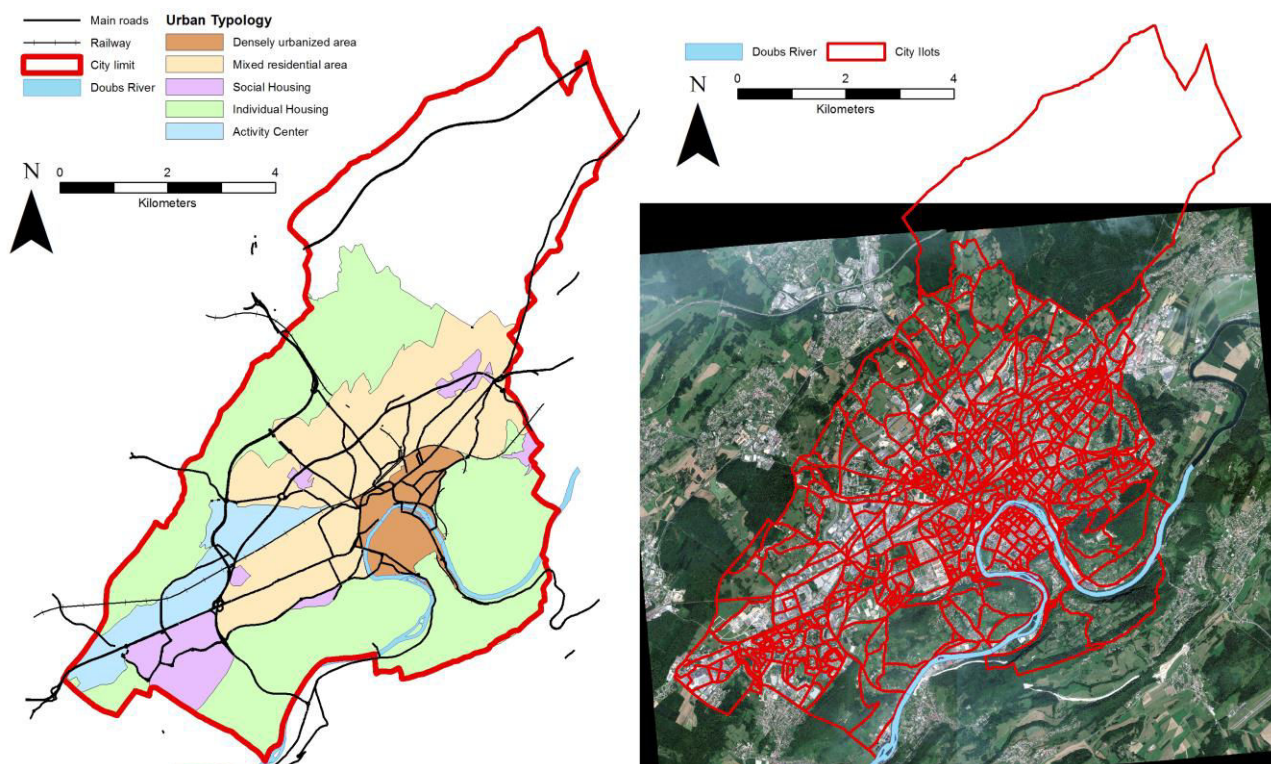 Main roads
Railway
City limit
Doubs River
Urban Typology
Densely urbanized area
Mixed residential area
Social Housing
Individual Housing
Activity Center
N
0 2 4
Kilometers
Doubs River City Ilots
N
0 2 4
Kilometers